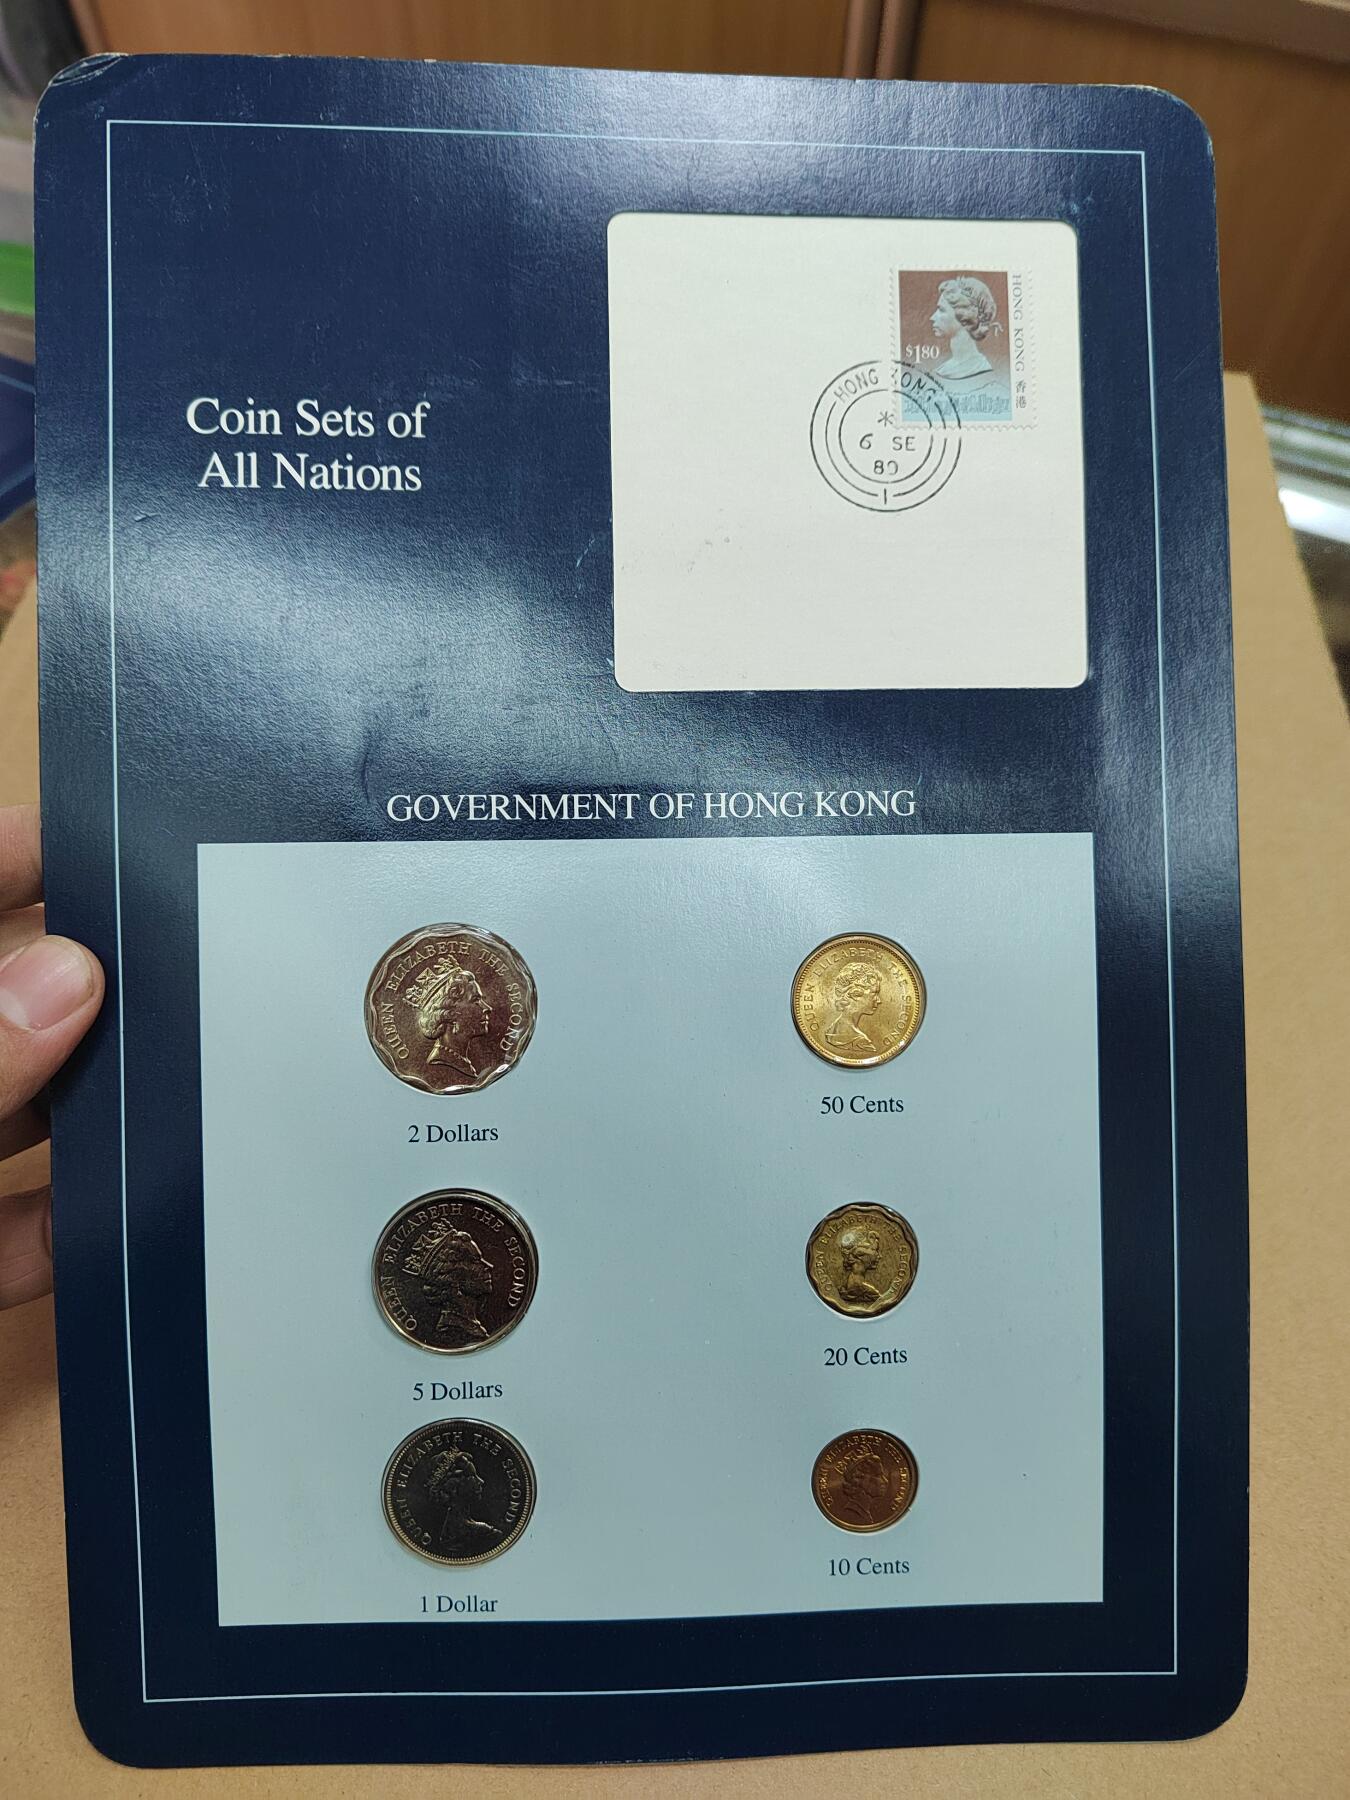 Coin Sets of
All Nations
HONG KONG 香港
$1.80
HONG KONG
*
6 SE
89
1
GOVERNMENT OF HONG KONG
QUEEN ELIZABETH THE SECOND
2 Dollars
QUEEN ELIZABETH THE SECOND
50 Cents
QUEEN ELIZABETH THE SECOND
5 Dollars
QUEEN ELIZABETH THE SECOND
20 Cents
QUEEN ELIZABETH THE SECOND
1 Dollar
QUEEN ELIZABETH THE SECOND
10 Cents